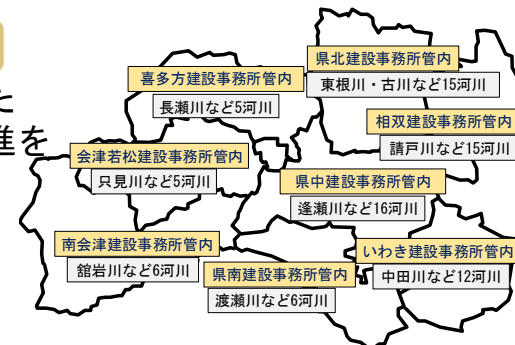 た
進を
県北建設事務所管内
東根川・古川など15河川
喜多方建設事務所管内
長瀬川など5河川
相双建設事務所管内
請戸川など15河川
会津若松建設事務所管内
只見川など5河川
県中建設事務所管内
逢瀬川など16河川
南会津建設事務所管内
舘岩川など6河川
県南建設事務所管内
渡瀬川など6河川
いわき建設事務所管内
中田川など12河川